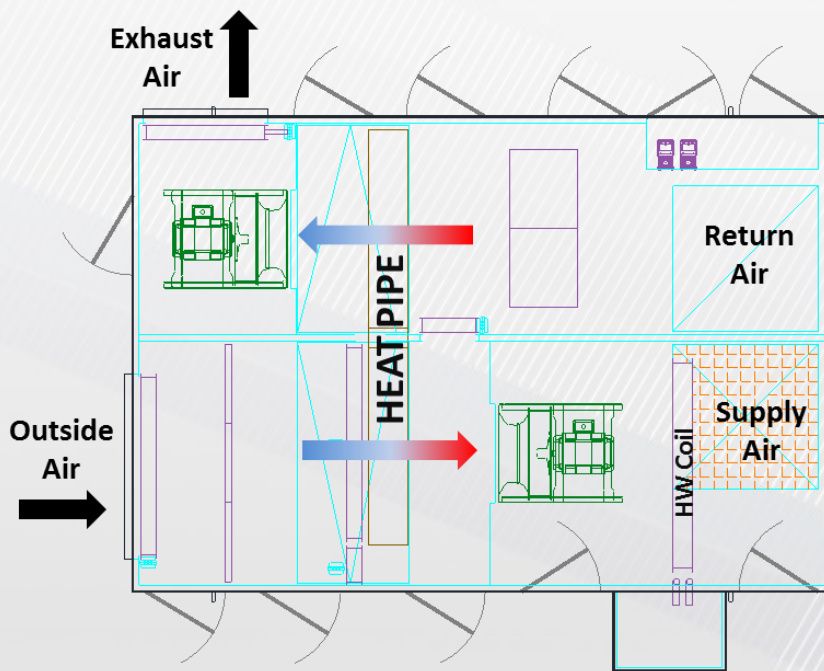 Exhaust
Air
Return
Air
HEAT PIPE
Outside
Air
HW Coil
Supply
Air